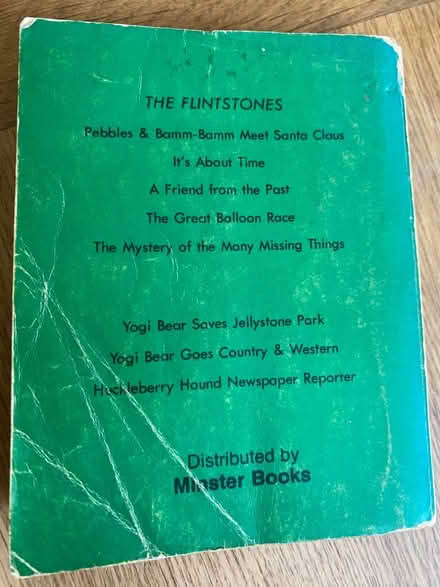 THE FLINTSTONES
Pebbles & Bamm-Bamm Meet Santa Claus
It's About Time
A Friend from the Past
The Great Balloon Race
The Mystery of the Many Missing Things
Yogi Bear Saves Jellystone Park
Yogi Bear Goes Country & Western
Huckleberry Hound Newspaper Reporter
Distributed by
Minster Books